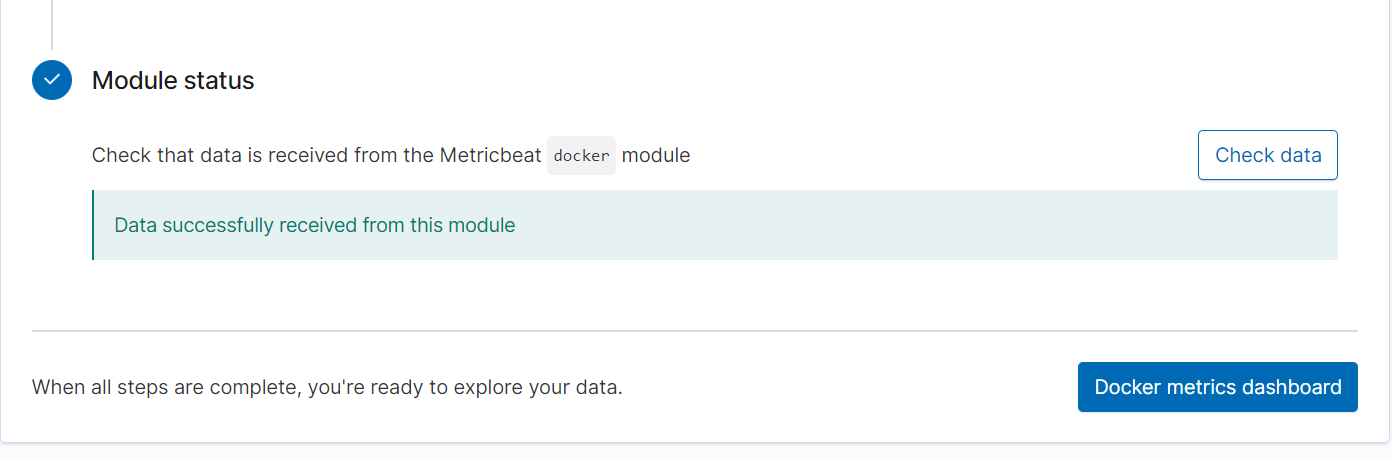 Module status
Check that data is received from the Metricbeat docker module
Check data
Data successfully received from this module
When all steps are complete, you're ready to explore your data.
Docker metrics dashboard